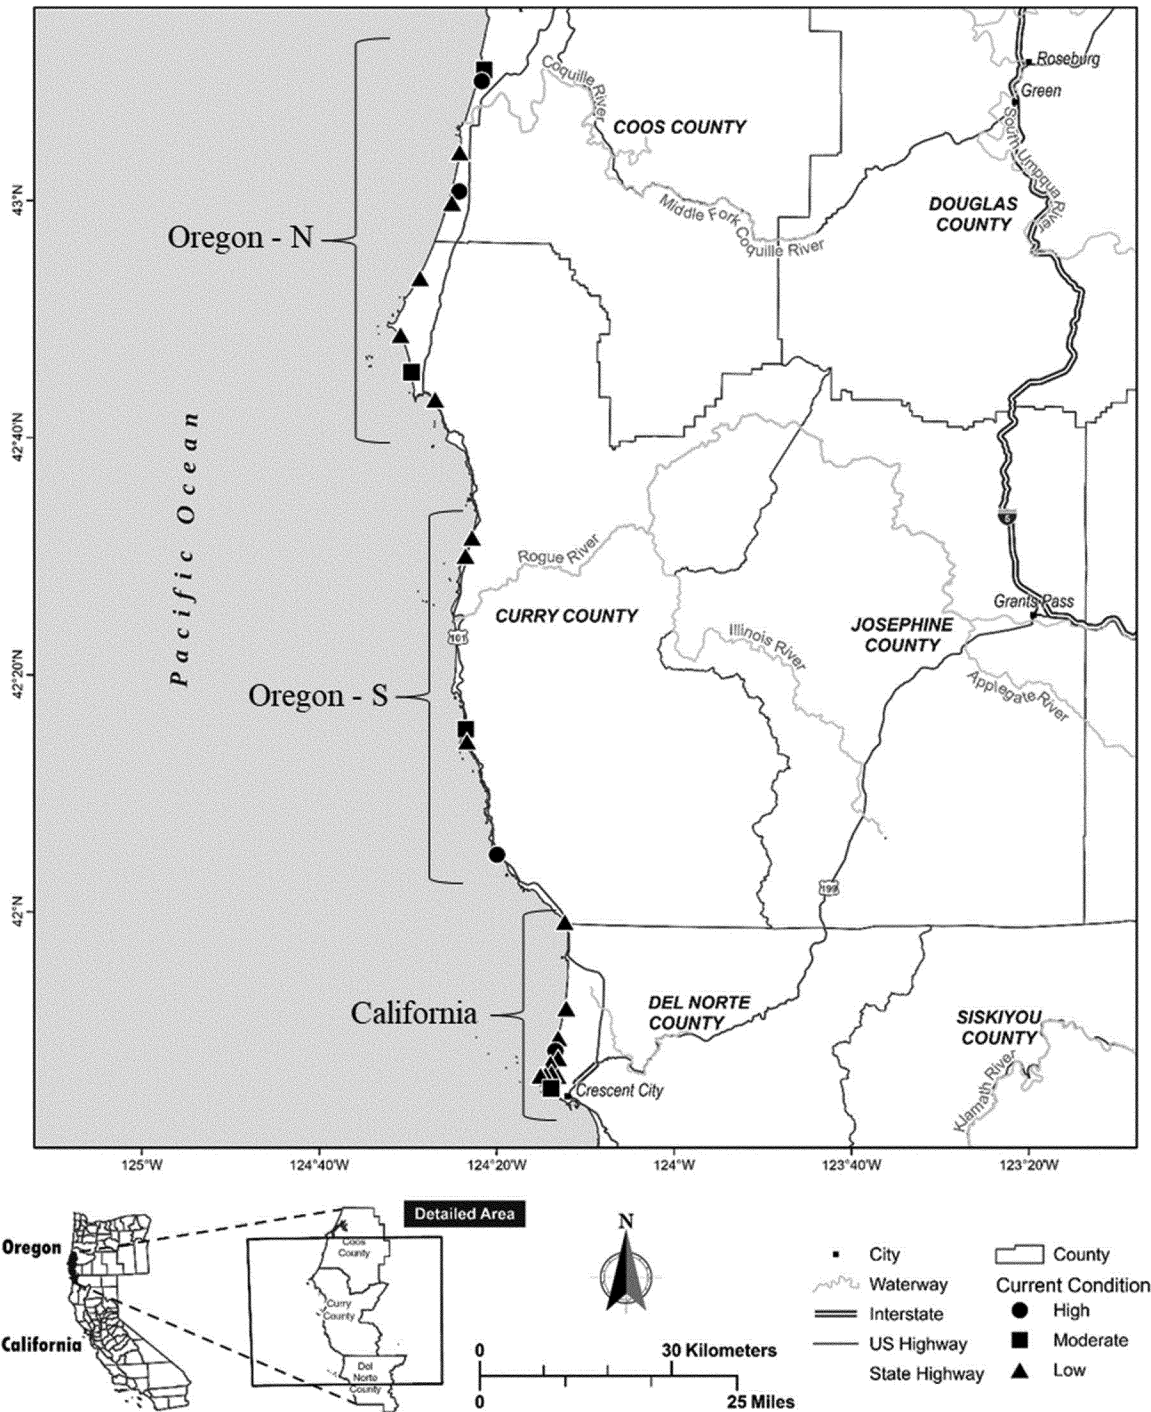 Roseburg
Green
Coquille River
COOS COUNTY
South Umpqua River
43°N
DOUGLAS
COUNTY
Middle Fork
Coquille River
Oregon - N
42°40'N
Pacific Ocean
5
Rogue River
Grants Pass
CURRY COUNTY
JOSEPHINE
COUNTY
Illinois River
101
42°20'N
Applegate River
Oregon - S
199
42°N
California
DEL NORTE
COUNTY
SISKIYOU
COUNTY
Klamath River
Crescent City
125°W
124°40'W
124°20'W
124°W
123°40'W
123°20'W
Detailed Area
Oregon
California
Coos
County
Curry
County
Del
Norte
County
N
0
30 Kilometers
0
25 Miles
City
Waterway
Interstate
US Highway
State Highway
County
Current Condition
High
Moderate
Low